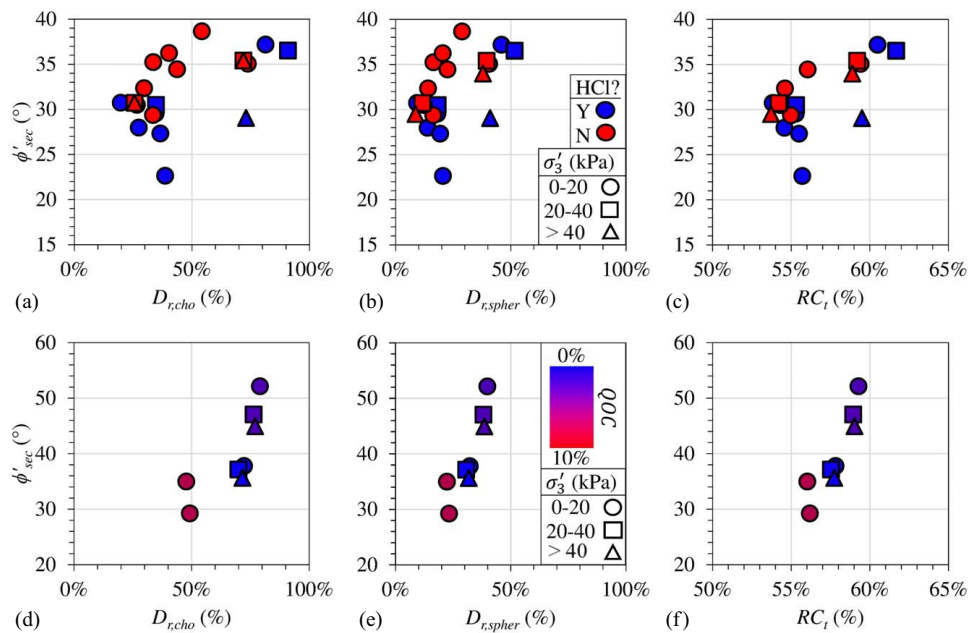 40
35
30
25
20
15
ϕ′sec (°)
0% 50% 100%
(a) Dr,cho (%)
40
35
30
25
20
15
HCl?
Y
N
σ′3 (kPa)
0-20
20-40
> 40
0% 50% 100%
(b) Dr,spher (%)
40
35
30
25
20
15
50% 55% 60% 65%
(c) RCt (%)
60
50
40
30
20
ϕ′sec (°)
0% 50% 100%
(d) Dr,cho (%)
60
50
40
30
20
0%
QOC
10%
σ′3 (kPa)
0-20
20-40
> 40
0% 50% 100%
(e) Dr,spher (%)
60
50
40
30
20
50% 55% 60% 65%
(f) RCt (%)